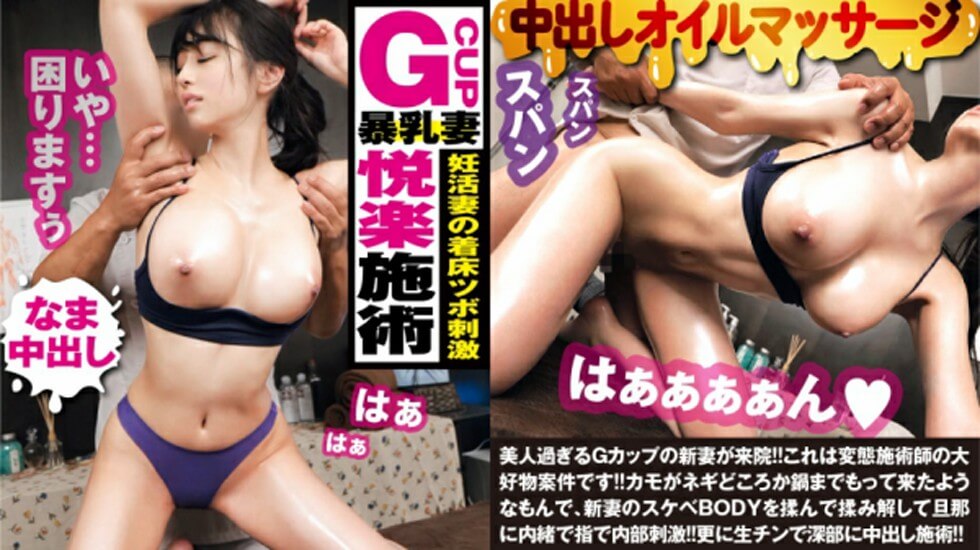 いや…
困りますぅ
なま
中出し
はぁ
はぁ
G
CUP
暴乳妻
悦楽施術
妊活妻の着床ツボ刺激
中出しオイルマッサージ
スパン
スパン
はぁぁぁぁん♥
美人過ぎるGカップの新妻が来院!!これは変態施術師の大
好物案件です!!カモがネギどころか鍋までもって来たよう
なもんで、新妻のスケベBODYを揉んで揉み解して旦那
に内緒で指で内部刺激!!更に生チンで深部に中出し施術!!